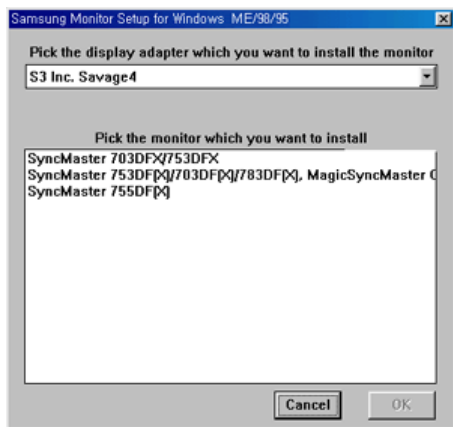 Samsung Monitor Setup for Windows ME/98/95
Pick the display adapter which you want to install the monitor
S3 Inc. Savage4
Pick the monitor which you want to install
SyncMaster 703DFX/753DFX
SyncMaster 753DF[X]/703DF[X]/783DF[X], MagicSyncMaster C
SyncMaster 755DF[X]
Cancel OK